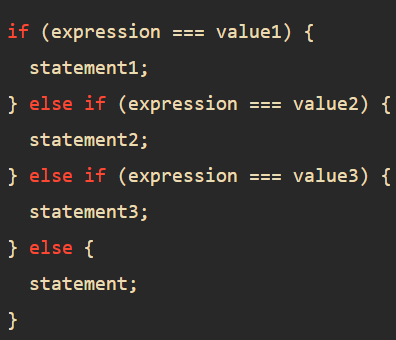 if (expression === value1) {
  statement1;
} else if (expression === value2) {
  statement2;
} else if (expression === value3) {
  statement3;
} else {
  statement;
}